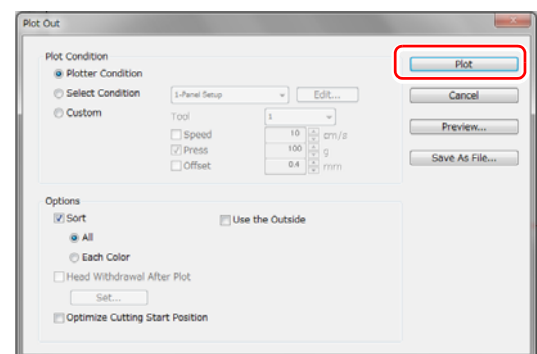 Plot Out
Plot Condition
Plotter Condition
Select Condition 1-Panel Setup Edit...
Custom Tool 1
Speed 10 cm/s
Press 100 g
Offset 0.4 mm
Plot
Cancel
Preview...
Save As File...
Options
Sort Use the Outside
All
Each Color
Head Withdrawal After Plot
Set...
Optimize Cutting Start Position